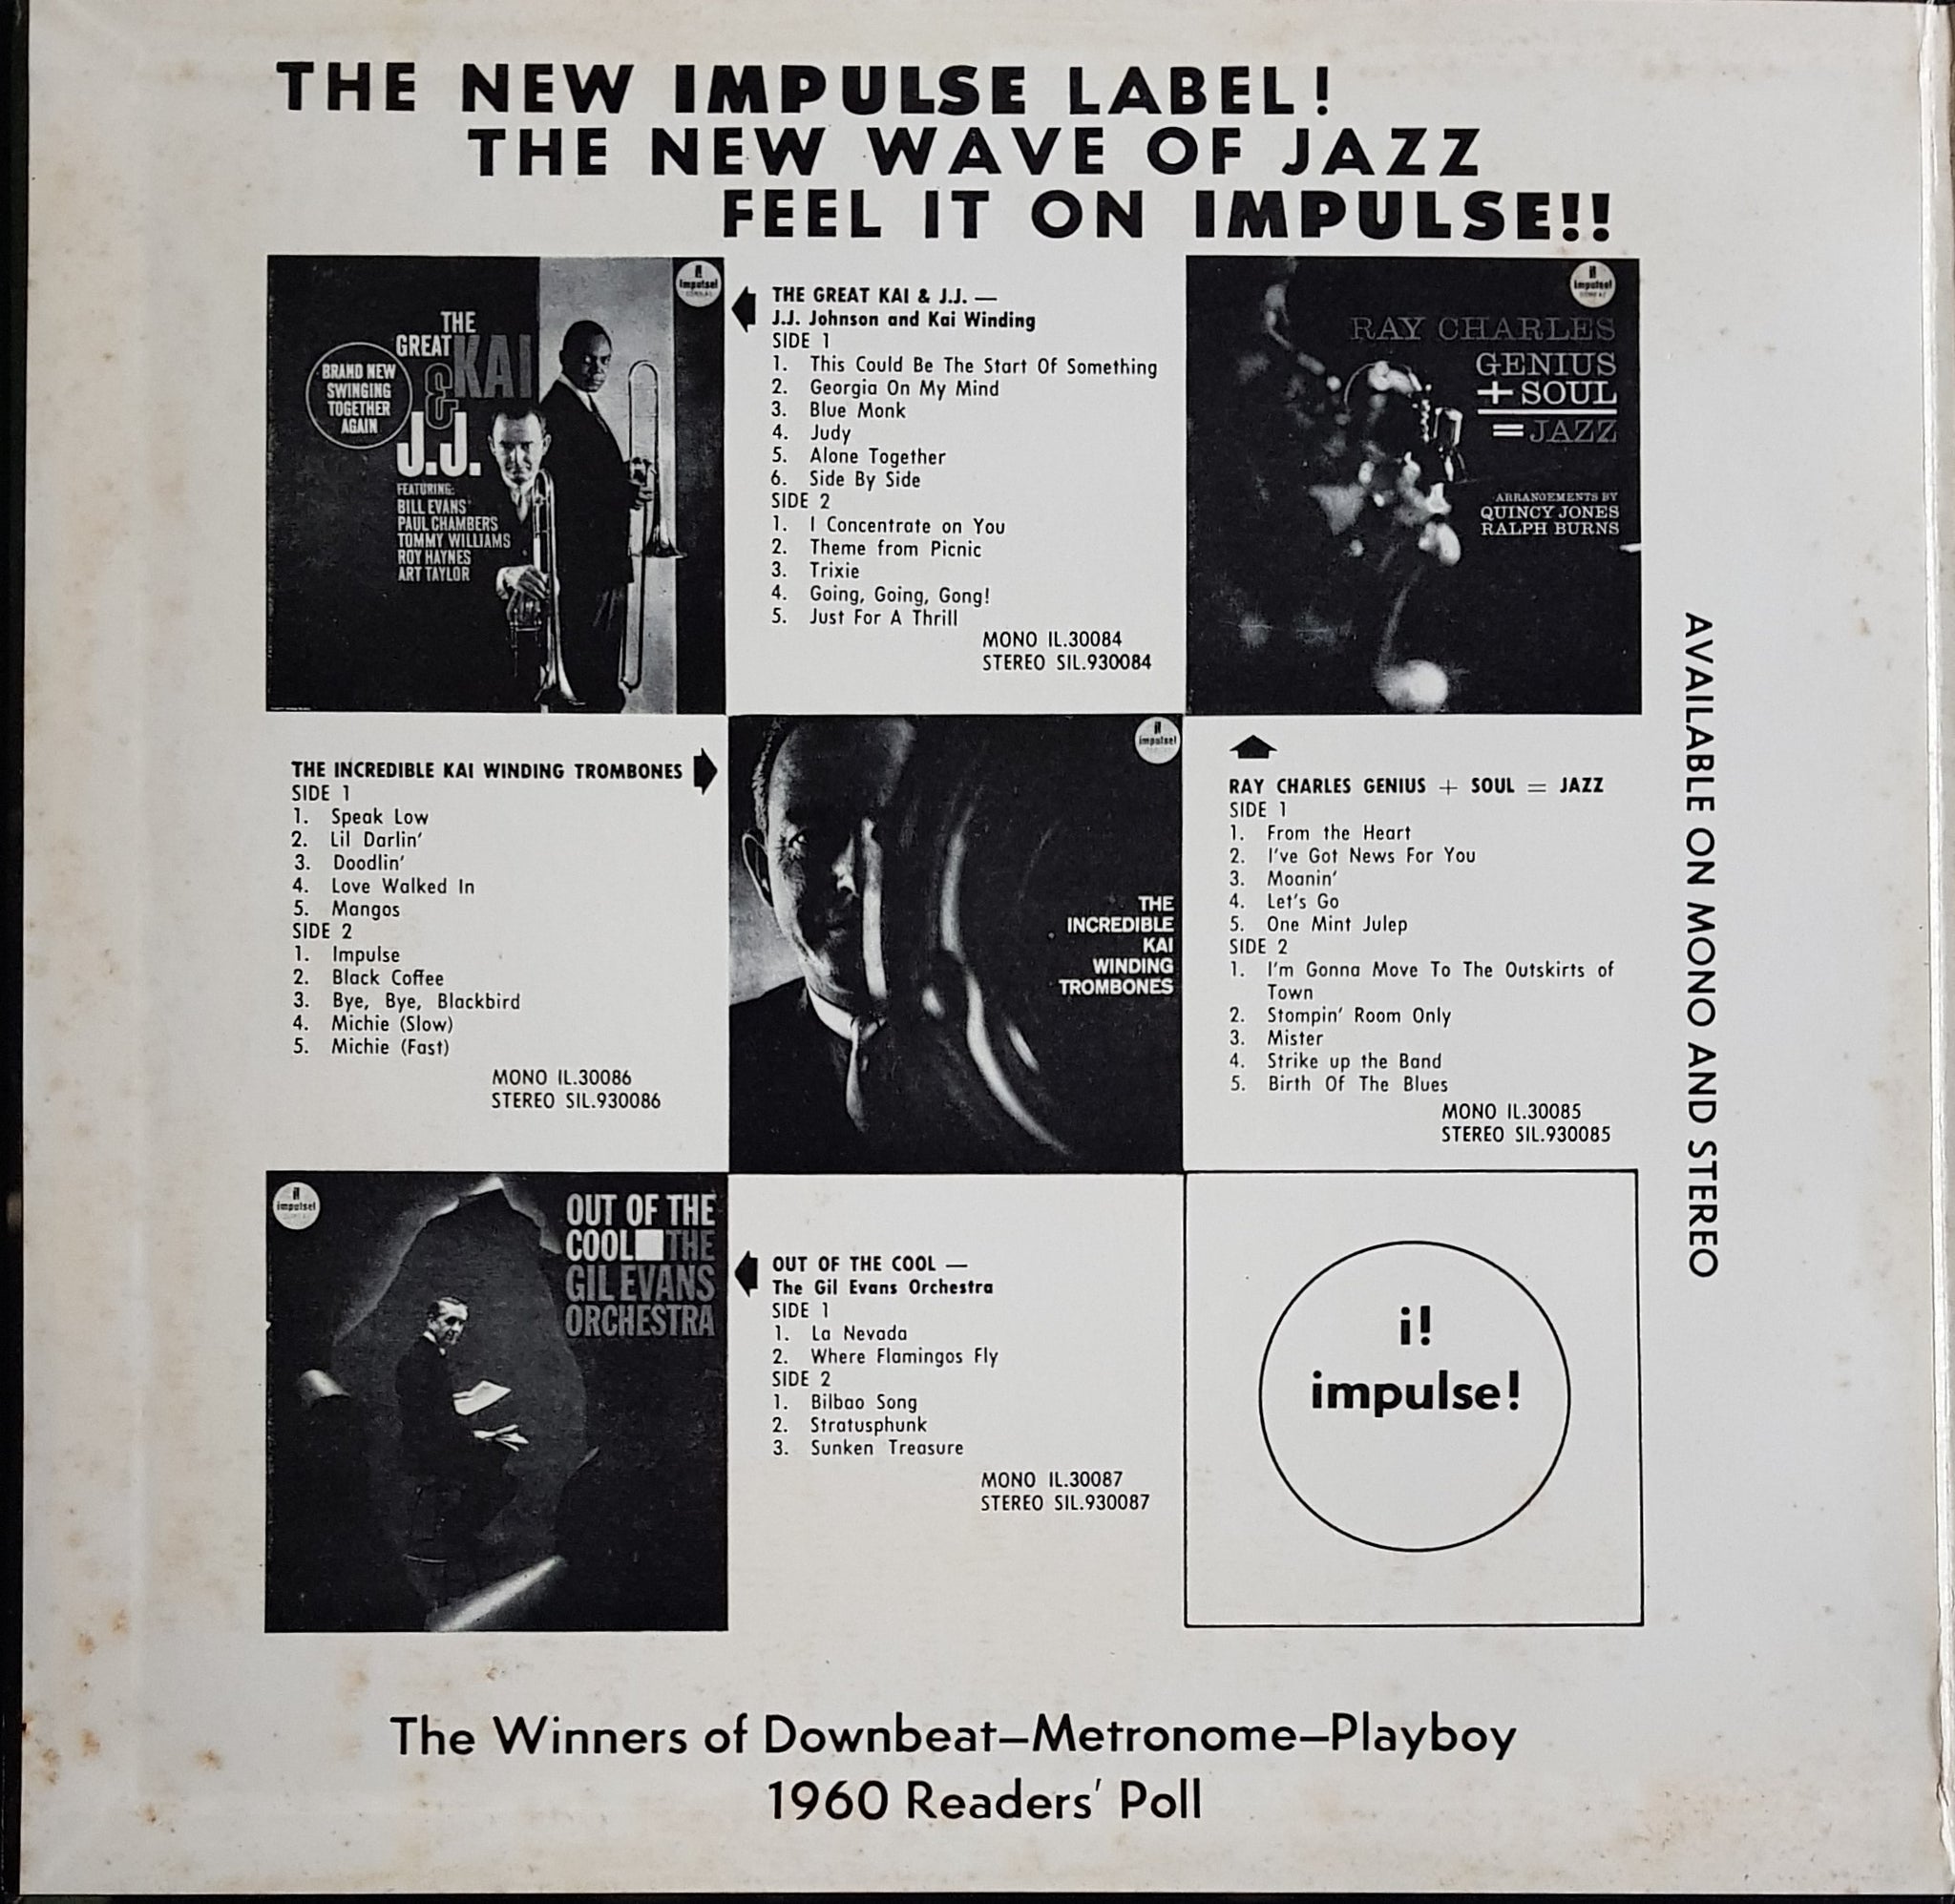 THE NEW IMPULSE LABEL!
THE NEW WAVE OF JAZZ
FEEL IT ON IMPULSE!!
i!
impulse!
THE
GREAT KAI
&
J.J.
BRAND NEW
SWINGING
TOGETHER
AGAIN
FEATURING:
BILL EVANS
PAUL CHAMBERS
TOMMY WILLIAMS
ROY HAYNES
ART TAYLOR
THE GREAT KAI & J.J. —
J.J. Johnson and Kai Winding
SIDE 1
1. This Could Be The Start Of Something
2. Georgia On My Mind
3. Blue Monk
4. Judy
5. Alone Together
6. Side By Side
SIDE 2
1. I Concentrate on You
2. Theme from Picnic
3. Trixie
4. Going, Going, Gong!
5. Just For A Thrill
MONO IL.30084
STEREO SIL.930084
i!
impulse!
RAY CHARLES
GENIUS
+ SOUL
= JAZZ
ARRANGEMENTS BY
QUINCY JONES
RALPH BURNS
THE INCREDIBLE KAI WINDING TROMBONES
SIDE 1
1. Speak Low
2. Lil Darlin'
3. Doodlin'
4. Love Walked In
5. Mangos
SIDE 2
1. Impulse
2. Black Coffee
3. Bye, Bye, Blackbird
4. Michie (Slow)
5. Michie (Fast)
MONO IL.30086
STEREO SIL.930086
i!
impulse!
THE
INCREDIBLE
KAI
WINDING
TROMBONES
RAY CHARLES GENIUS + SOUL = JAZZ
SIDE 1
1. From the Heart
2. I've Got News For You
3. Moanin'
4. Let's Go
5. One Mint Julep
SIDE 2
1. I'm Gonna Move To The Outskirts of
Town
2. Stompin' Room Only
3. Mister
4. Strike up the Band
5. Birth Of The Blues
MONO IL.30085
STEREO SIL.930085
AVAILABLE ON MONO AND STEREO
i!
impulse!
OUT OF THE
COOL THE
GIL EVANS
ORCHESTRA
OUT OF THE COOL —
The Gil Evans Orchestra
SIDE 1
1. La Nevada
2. Where Flamingos Fly
SIDE 2
1. Bilbao Song
2. Stratusphunk
3. Sunken Treasure
MONO IL.30087
STEREO SIL.930087
i!
impulse!
The Winners of Downbeat—Metronome—Playboy
1960 Readers' Poll